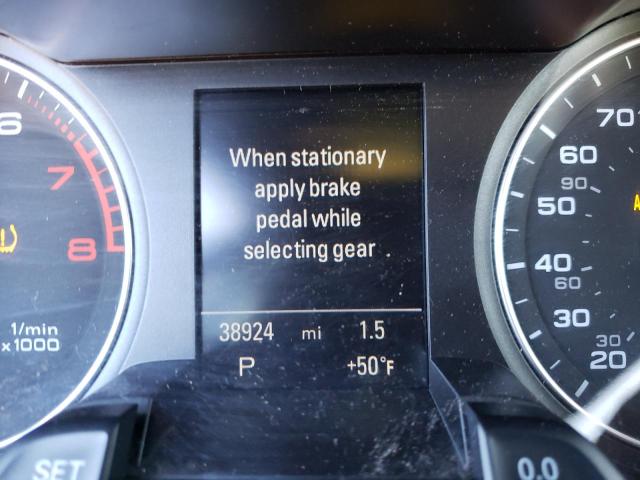 When stationary
apply brake
pedal while
selecting gear
38924 mi 1.5
P +50°F
6
7
8
1/min
x 1000
70
60
90
50
40
60
30
30
20
SET
0.0